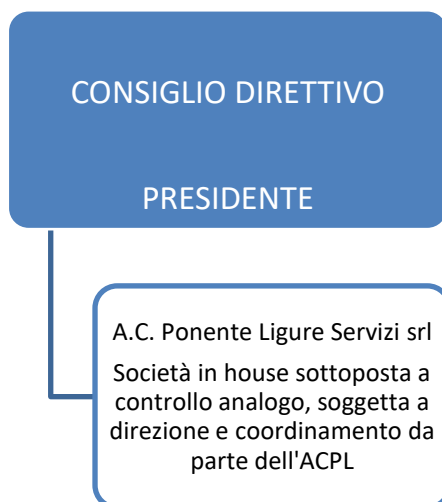 CONSIGLIO DIRETTIVO
PRESIDENTE
A.C. Ponente Ligure Servizi srl
Società in house sottoposta a
controllo analogo, soggetta a
direzione e coordinamento da
parte dell'ACPL